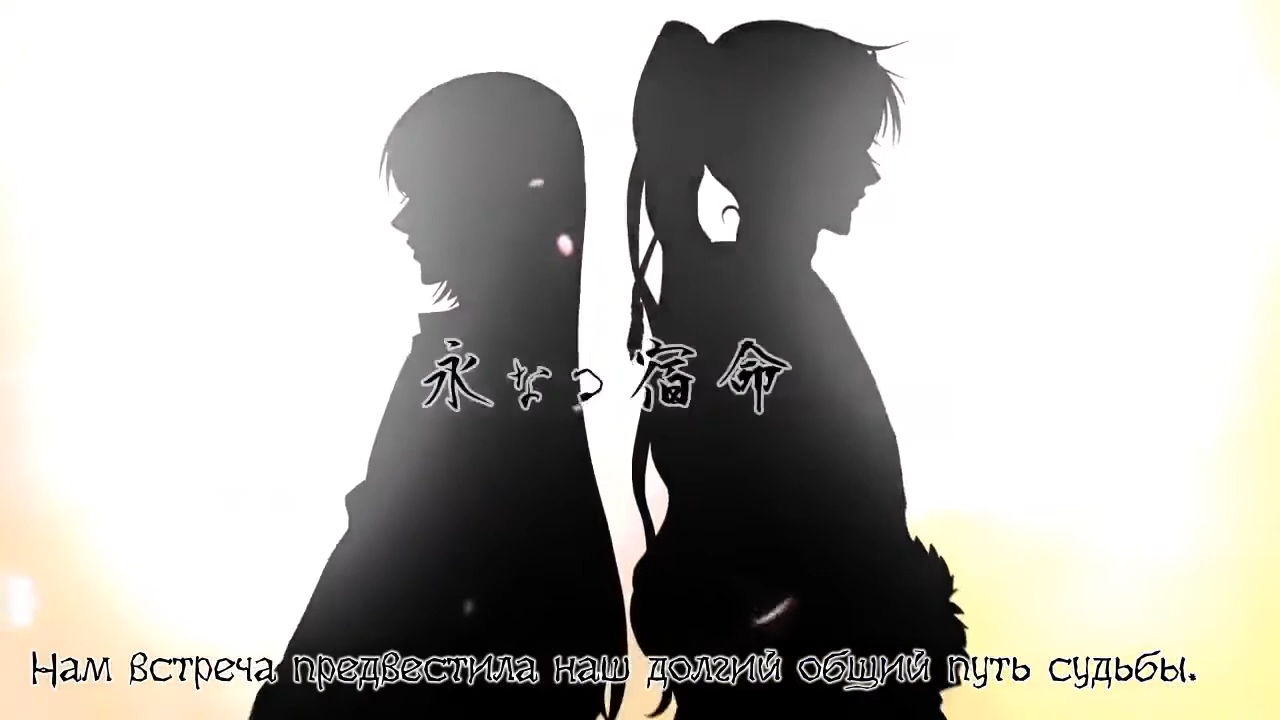 永なる宿命
Нам встреча предвестила наш долгий общий путь судьбы.